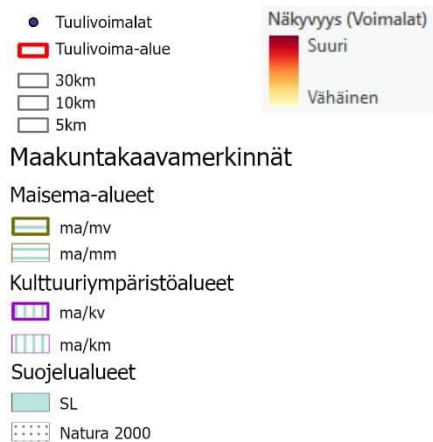 Tuulivoimalat
Tuulivoima-alue
30km
10km
5km
Näkyvyys (Voimalat)
Suuri
Vähäinen
Maakuntakaavamerkinnät
Maisema-alueet
ma/mv
ma/mm
Kulttuuriympäristöalueet
ma/kv
ma/km
Suojelualueet
SL
Natura 2000